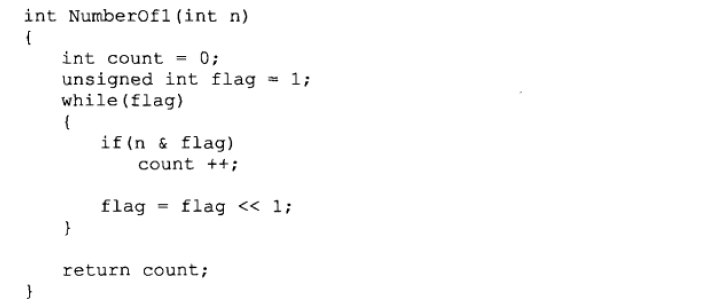 int NumberOf1(int n)
{
    int count = 0;
    unsigned int flag = 1;
    while(flag)
    {
        if(n & flag)
            count ++;
        flag = flag << 1;
    }
    return count;
}